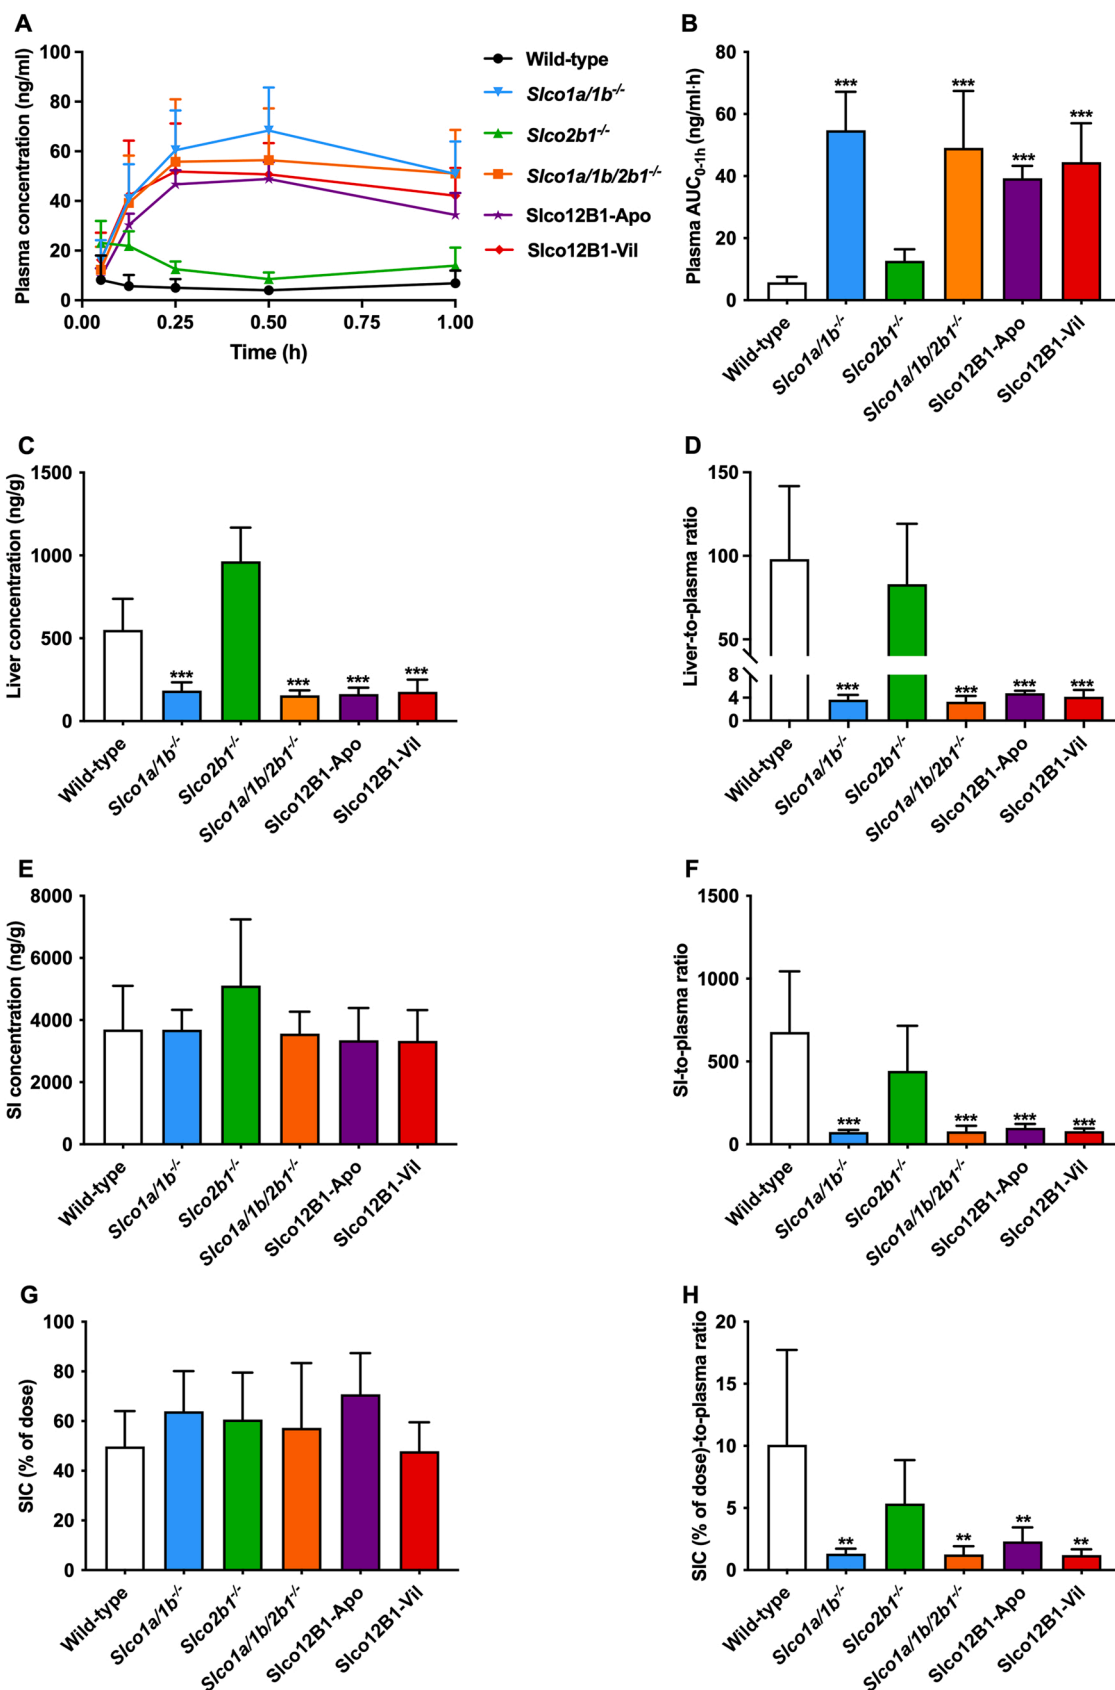 A
Plasma concentration (ng/ml)
100
80
60
40
20
0
0.00
0.25
0.50
0.75
1.00
Time (h)
Wild-type
Slco1a/1b-/-
Slco2b1-/-
Slco1a/1b/2b1-/-
Slco12B1-Apo
Slco12B1-Vil
B
Plasma AUC0-1h (ng/ml·h)
80
60
40
20
0
***
***
***
***
Wild-type
Slco1a/1b-/-
Slco2b1-/-
Slco1a/1b/2b1-/-
Slco12B1-Apo
Slco12B1-Vil
C
Liver concentration (ng/g)
1500
1000
500
0
***
***
***
***
Wild-type
Slco1a/1b-/-
Slco2b1-/-
Slco1a/1b/2b1-/-
Slco12B1-Apo
Slco12B1-Vil
D
Liver-to-plasma ratio
150
100
50
8
4
0
***
***
***
***
Wild-type
Slco1a/1b-/-
Slco2b1-/-
Slco1a/1b/2b1-/-
Slco12B1-Apo
Slco12B1-Vil
E
SI concentration (ng/g)
8000
6000
4000
2000
0
Wild-type
Slco1a/1b-/-
Slco2b1-/-
Slco1a/1b/2b1-/-
Slco12B1-Apo
Slco12B1-Vil
F
SI-to-plasma ratio
1500
1000
500
0
***
***
***
***
Wild-type
Slco1a/1b-/-
Slco2b1-/-
Slco1a/1b/2b1-/-
Slco12B1-Apo
Slco12B1-Vil
G
SIC (% of dose)
100
80
60
40
20
0
Wild-type
Slco1a/1b-/-
Slco2b1-/-
Slco1a/1b/2b1-/-
Slco12B1-Apo
Slco12B1-Vil
H
SIC (% of dose)-to-plasma ratio
20
15
10
5
0
**
**
**
**
Wild-type
Slco1a/1b-/-
Slco2b1-/-
Slco1a/1b/2b1-/-
Slco12B1-Apo
Slco12B1-Vil